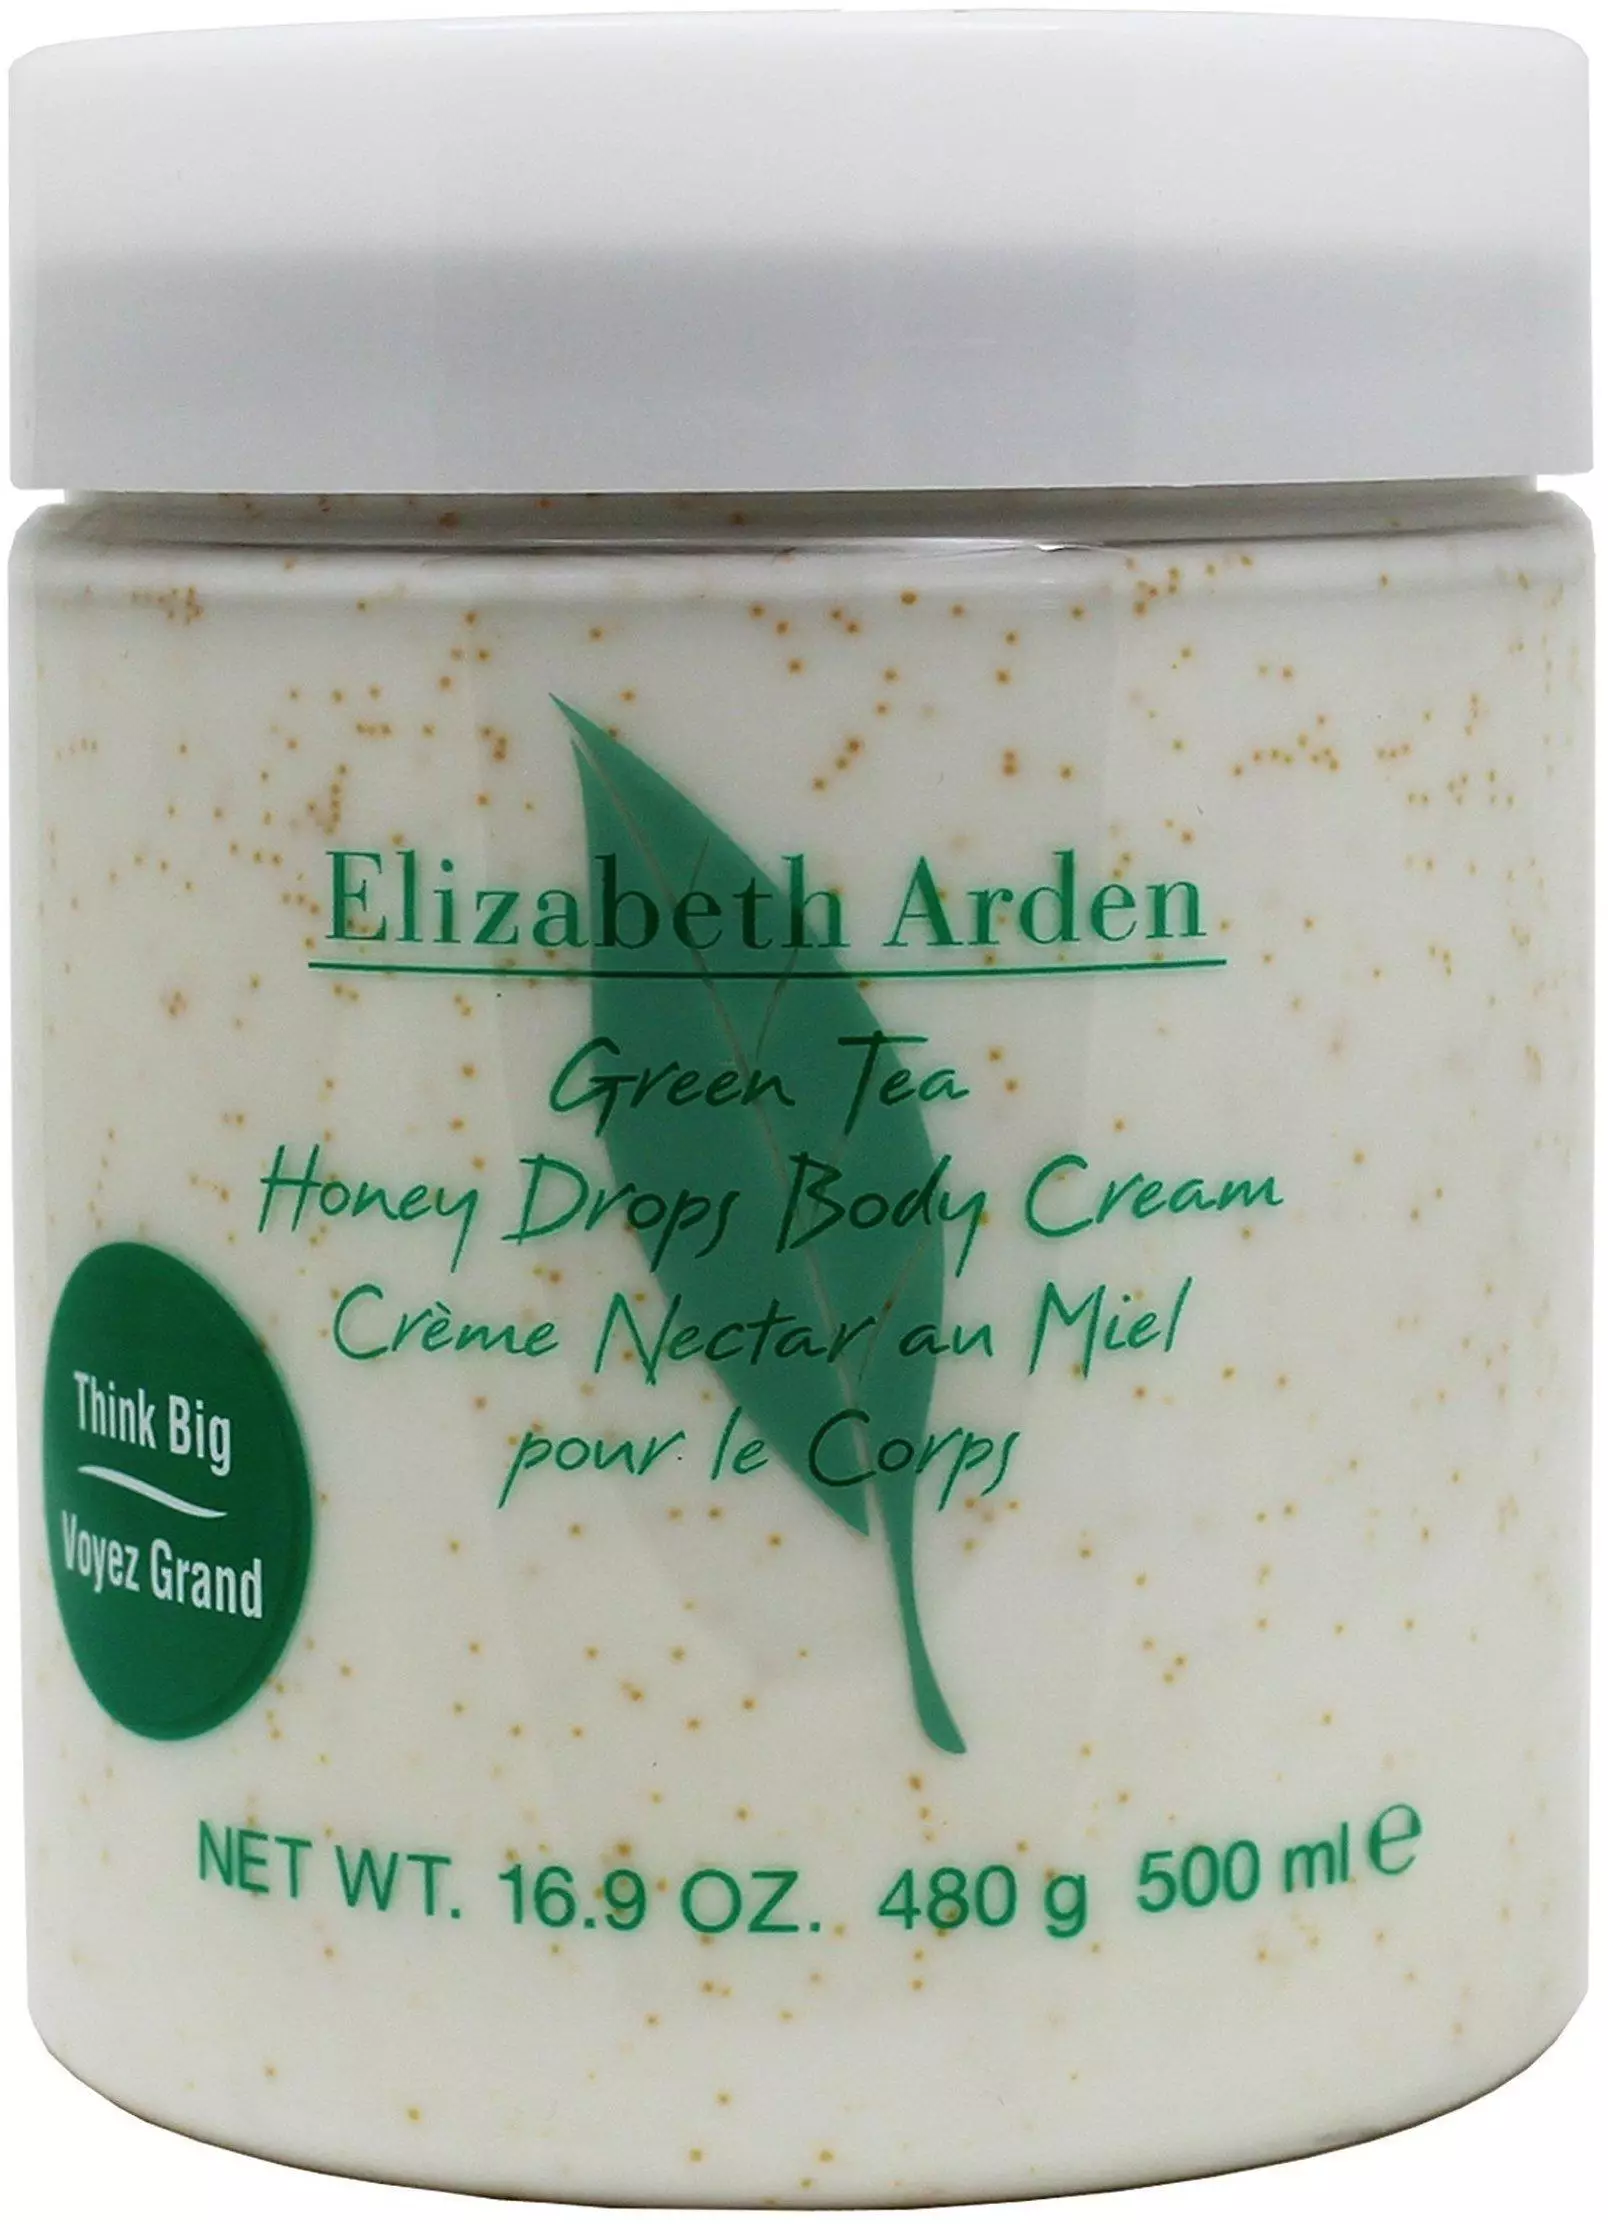 Elizabeth Arden
Green Tea
Honey Drops Body Cream
Crème Nectar au Miel
pour le Corps
Think Big
Voyez Grand
NET WT. 16.9 OZ. 480 g 500 ml ℮